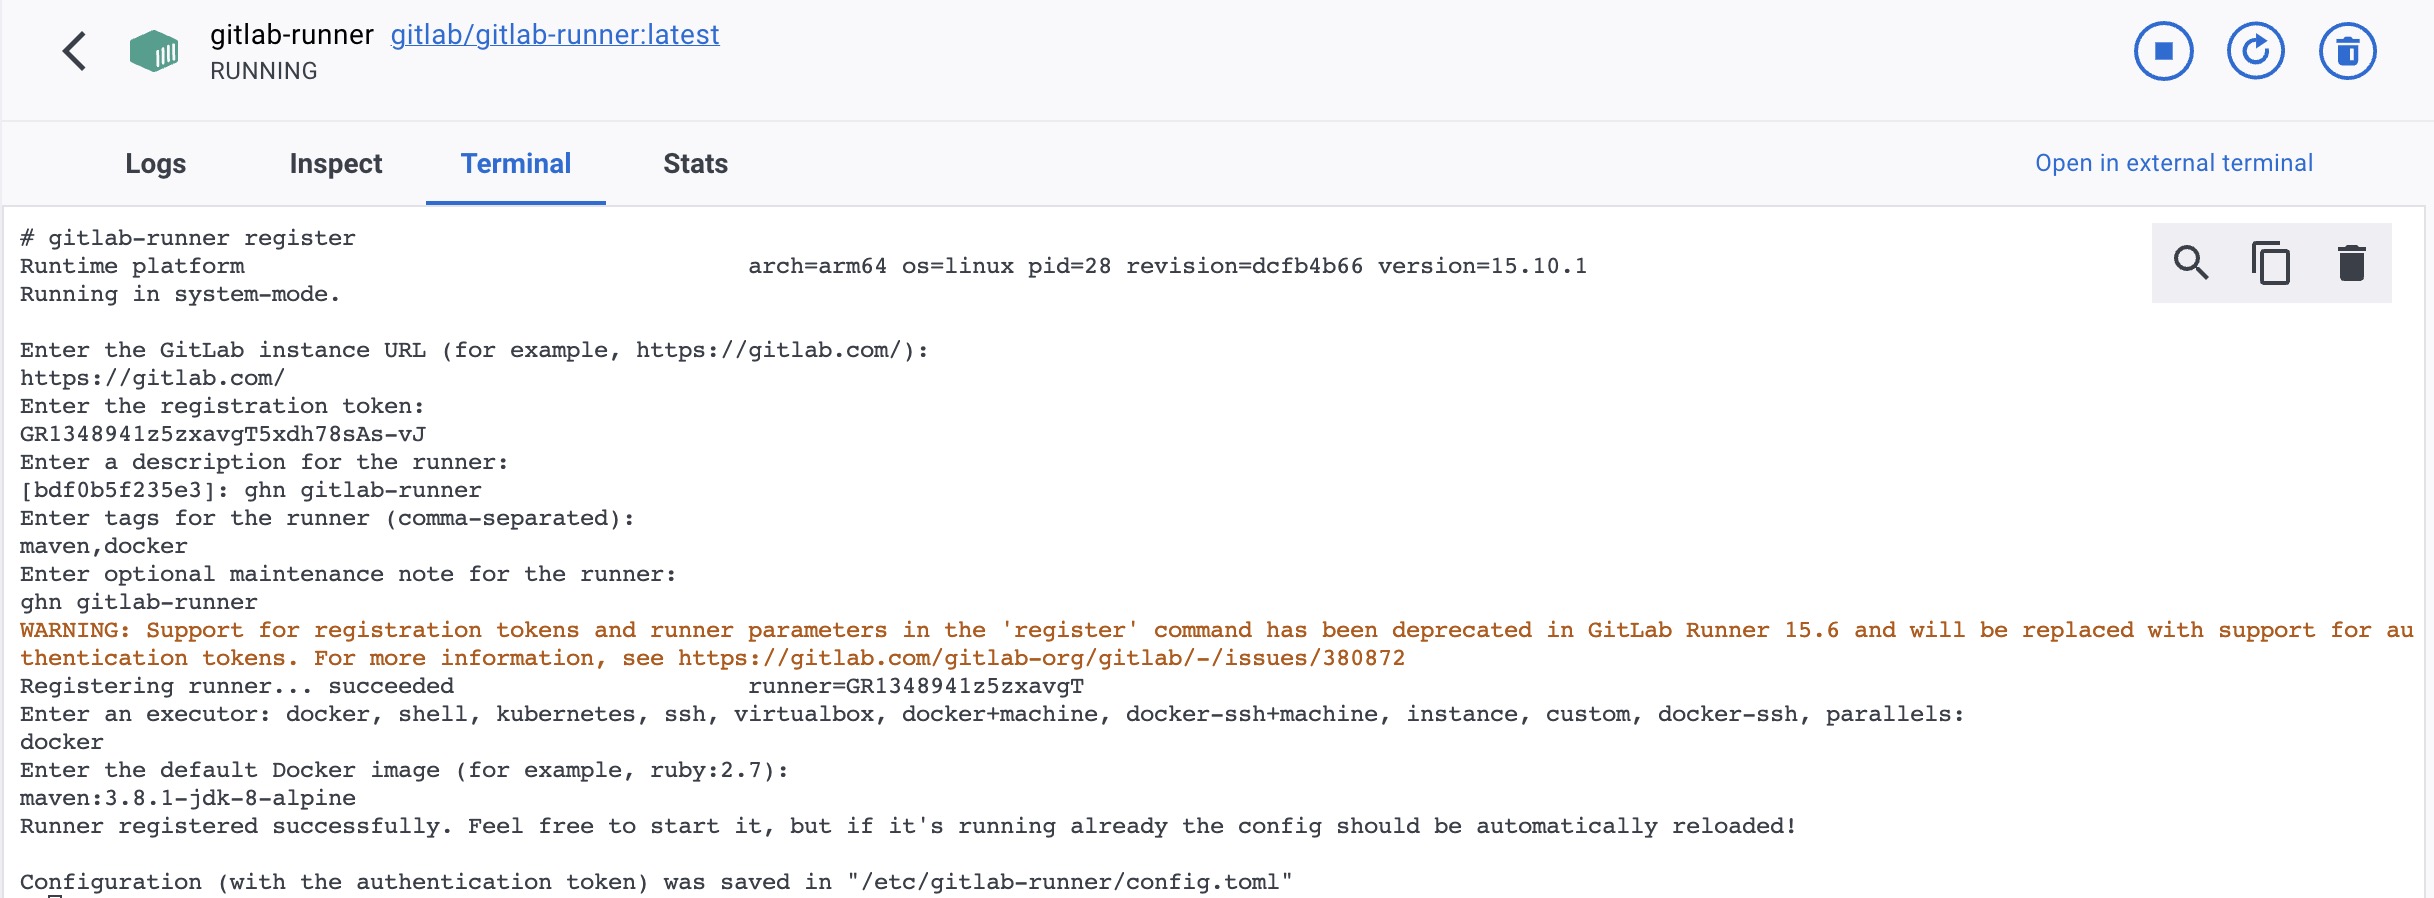 gitlab-runner gitlab/gitlab-runner:latest
RUNNING
Logs Inspect Terminal Stats Open in external terminal
# gitlab-runner register
Runtime platform arch=arm64 os=linux pid=28 revision=dcfb4b66 version=15.10.1
Running in system-mode.
Enter the GitLab instance URL (for example, https://gitlab.com/):
https://gitlab.com/
Enter the registration token:
GR1348941z5zxavgT5xdh78sAs-vJ
Enter a description for the runner:
[bdf0b5f235e3]: ghn gitlab-runner
Enter tags for the runner (comma-separated):
maven,docker
Enter optional maintenance note for the runner:
ghn gitlab-runner
WARNING: Support for registration tokens and runner parameters in the 'register' command has been deprecated in GitLab Runner 15.6 and will be replaced with support for au
thentication tokens. For more information, see https://gitlab.com/gitlab-org/gitlab/-/issues/380872
Registering runner... succeeded runner=GR1348941z5zxavgT
Enter an executor: docker, shell, kubernetes, ssh, virtualbox, docker+machine, docker-ssh+machine, instance, custom, docker-ssh, parallels:
docker
Enter the default Docker image (for example, ruby:2.7):
maven:3.8.1-jdk-8-alpine
Runner registered successfully. Feel free to start it, but if it's running already the config should be automatically reloaded!
Configuration (with the authentication token) was saved in "/etc/gitlab-runner/config.toml"